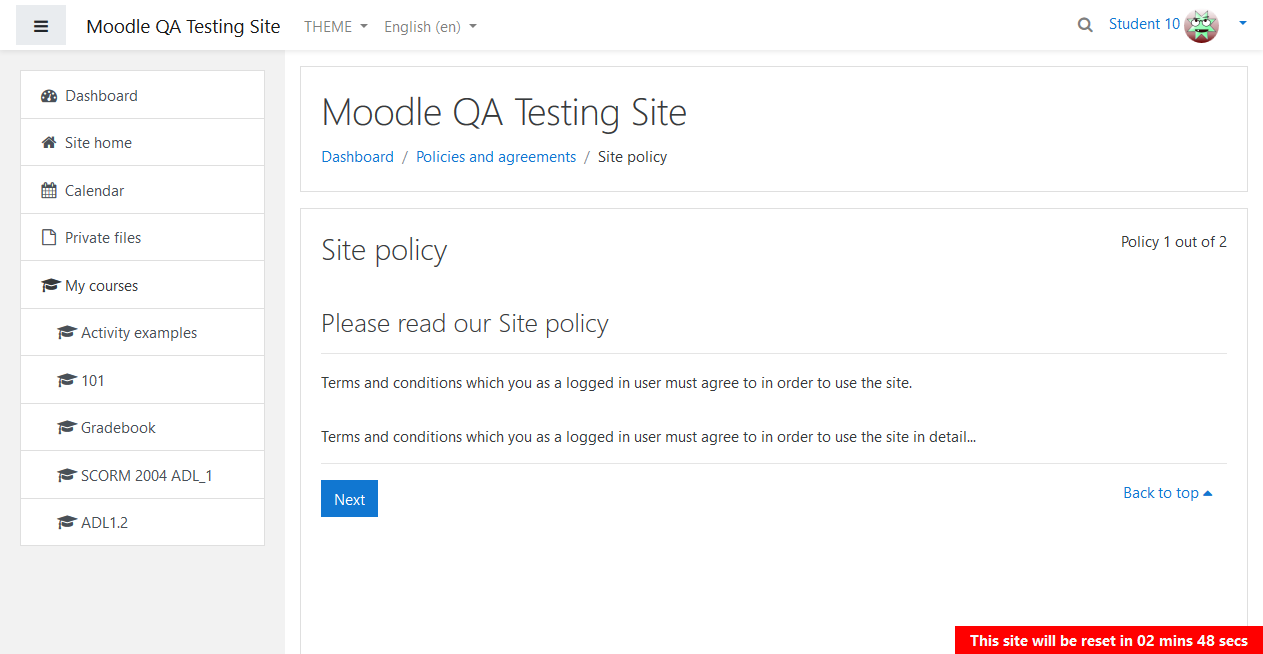 Moodle QA Testing Site THEME English (en) Student 10
Dashboard
Site home
Calendar
Private files
My courses
Activity examples
101
Gradebook
SCORM 2004 ADL_1
ADL1.2
Moodle QA Testing Site
Dashboard / Policies and agreements / Site policy
Site policy
Policy 1 out of 2
Please read our Site policy
Terms and conditions which you as a logged in user must agree to in order to use the site.
Terms and conditions which you as a logged in user must agree to in order to use the site in detail...
Next
Back to top
This site will be reset in 02 mins 48 secs